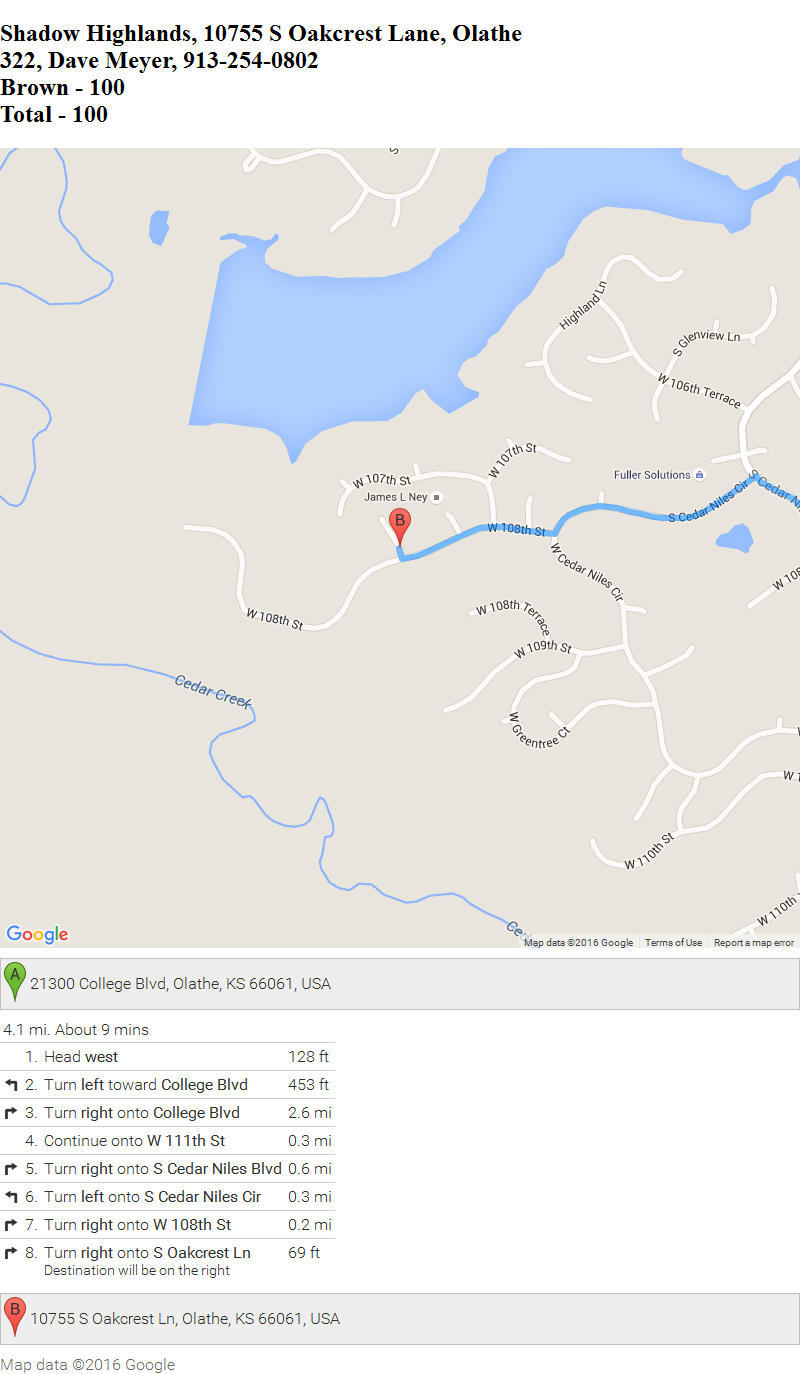 Shadow Highlands, 10755 S Oakcrest Lane, Olathe
322, Dave Meyer, 913-254-0802
Brown - 100
Total - 100
S
Highland Ln
S Glenview Ln
W 106th Terrace
W 107th St
W 107th St
Fuller Solutions
James L Ney
B
S Cedar Niles Cir
S Cedar Ni
W 108th St
W Cedar Niles Cir
W 108
W 108th St
W 108th Terrace
W 109th St
Cedar Creek
W Greentree Ct
W 1
W 110th St
W 110th
Ced
Google
Map data ©2016 Google
Terms of Use
Report a map error
A
21300 College Blvd, Olathe, KS 66061, USA
4.1 mi. About 9 mins
1. Head west 128 ft
2. Turn left toward College Blvd 453 ft
3. Turn right onto College Blvd 2.6 mi
4. Continue onto W 111th St 0.3 mi
5. Turn right onto S Cedar Niles Blvd 0.6 mi
6. Turn left onto S Cedar Niles Cir 0.3 mi
7. Turn right onto W 108th St 0.2 mi
8. Turn right onto S Oakcrest Ln 69 ft
Destination will be on the right
B
10755 S Oakcrest Ln, Olathe, KS 66061, USA
Map data ©2016 Google